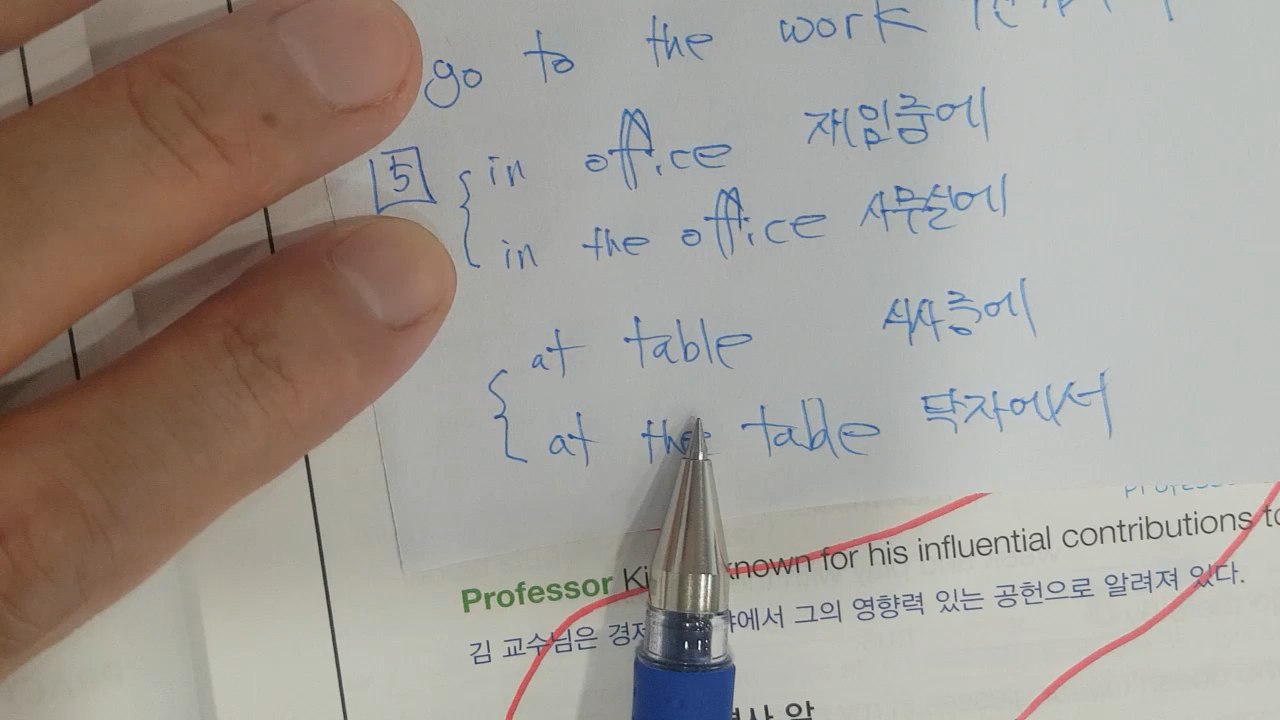 go to the work
5 in office 재임중에
in the office 사무실에
at table 식사중에
at the table 탁자에서
Professor known for his influential contributions
김 교수님은 그의 영향력 있는 공헌으로 알려져 있다.